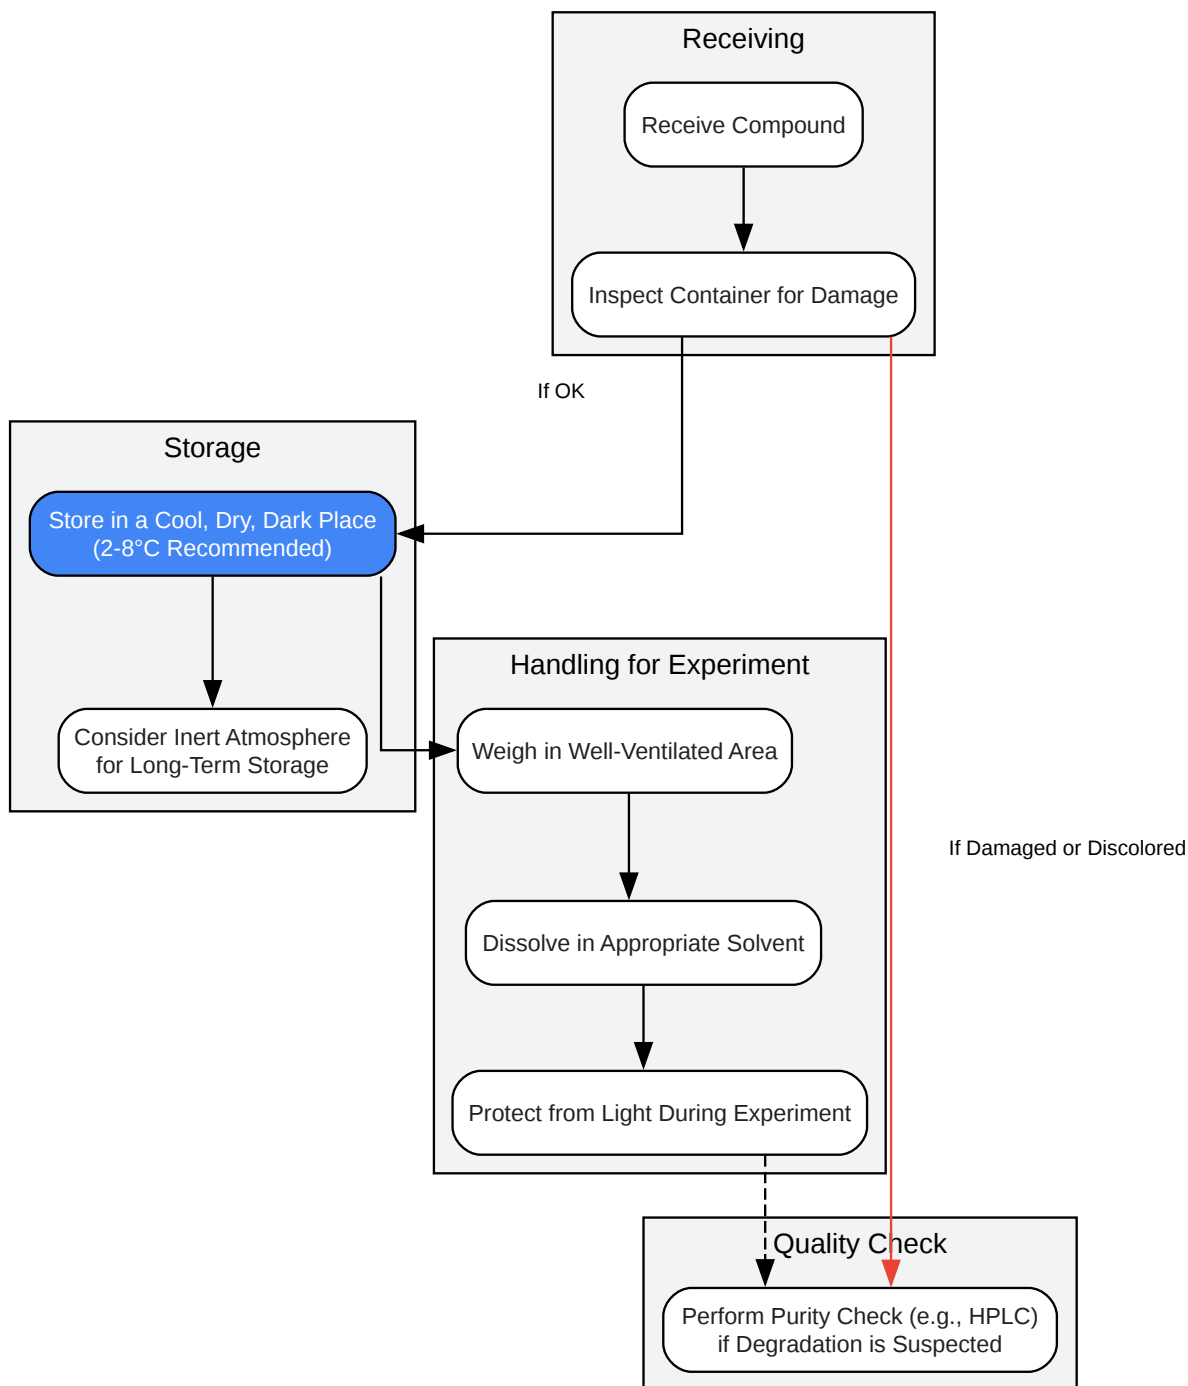 Receiving
Receive Compound
Inspect Container for Damage
If OK
Storage
Store in a Cool, Dry, Dark Place
(2-8°C Recommended)
Consider Inert Atmosphere
for Long-Term Storage
Handling for Experiment
Weigh in Well-Ventilated Area
If Damaged or Discolored
Dissolve in Appropriate Solvent
Protect from Light During Experiment
Quality Check
Perform Purity Check (e.g., HPLC)
if Degradation is Suspected